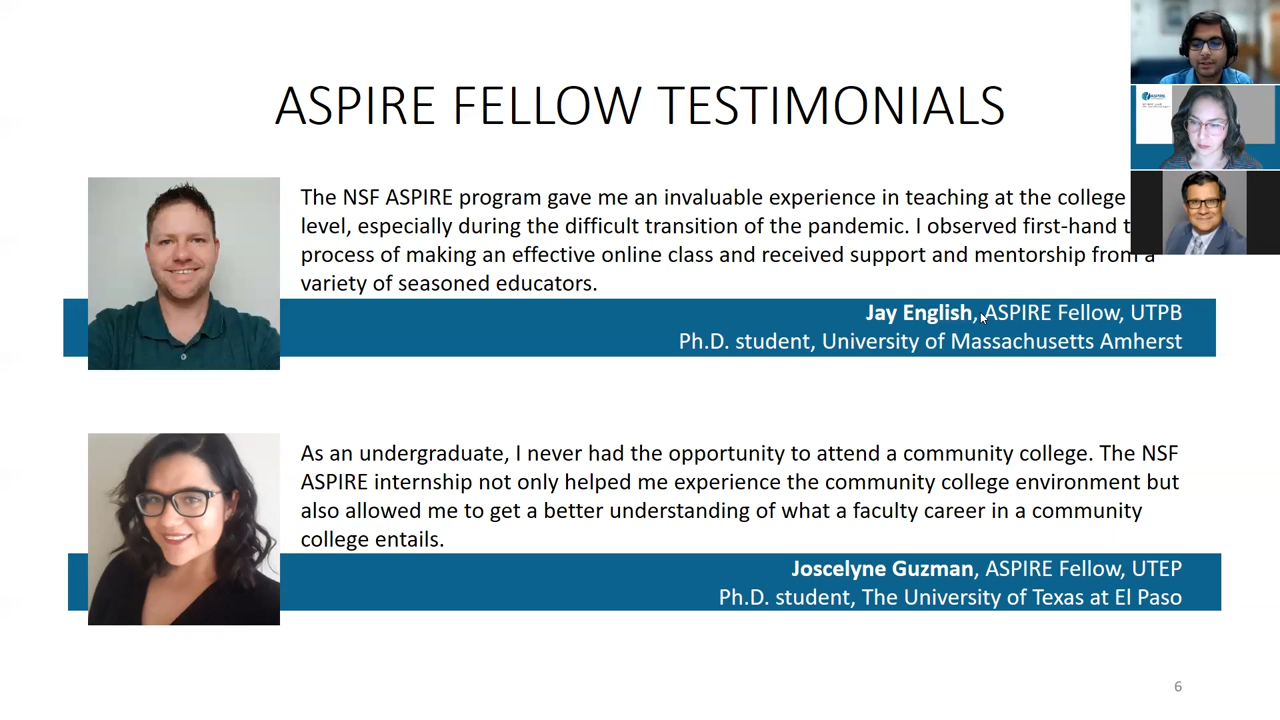 ASPIRE FELLOW TESTIMONIALS
The NSF ASPIRE program gave me an invaluable experience in teaching at the college
level, especially during the difficult transition of the pandemic. I observed first-hand
process of making an effective online class and received support and mentorship from a
variety of seasoned educators.
Jay English, ASPIRE Fellow, UTPB
Ph.D. student, University of Massachusetts Amherst
As an undergraduate, I never had the opportunity to attend a community college. The NSF
ASPIRE internship not only helped me experience the community college environment but
also allowed me to get a better understanding of what a faculty career in a community
college entails.
Joscelyne Guzman, ASPIRE Fellow, UTEP
Ph.D. student, The University of Texas at El Paso
6
ASPIRE